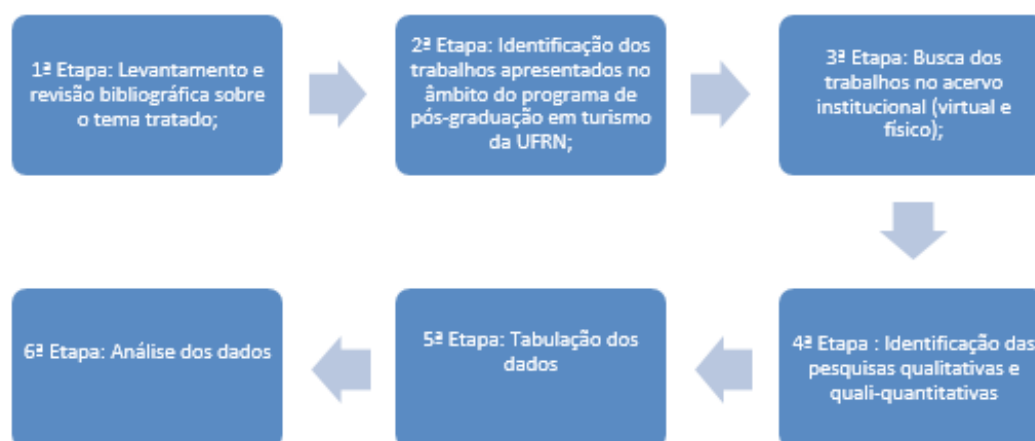 1ª Etapa: Levantamento e
revisão bibliográfica sobre
o tema tratado;
2ª Etapa: Identificação dos
trabalhos apresentados no
âmbito do programa de
pós-graduação em turismo
da UFRN;
3ª Etapa: Busca dos
trabalhos no acervo
institucional (virtual e
físico);
4ª Etapa : Identificação das
pesquisas qualitativas e
quali-quantitativas
5ª Etapa: Tabulação dos
dados
6ª Etapa: Análise dos dados